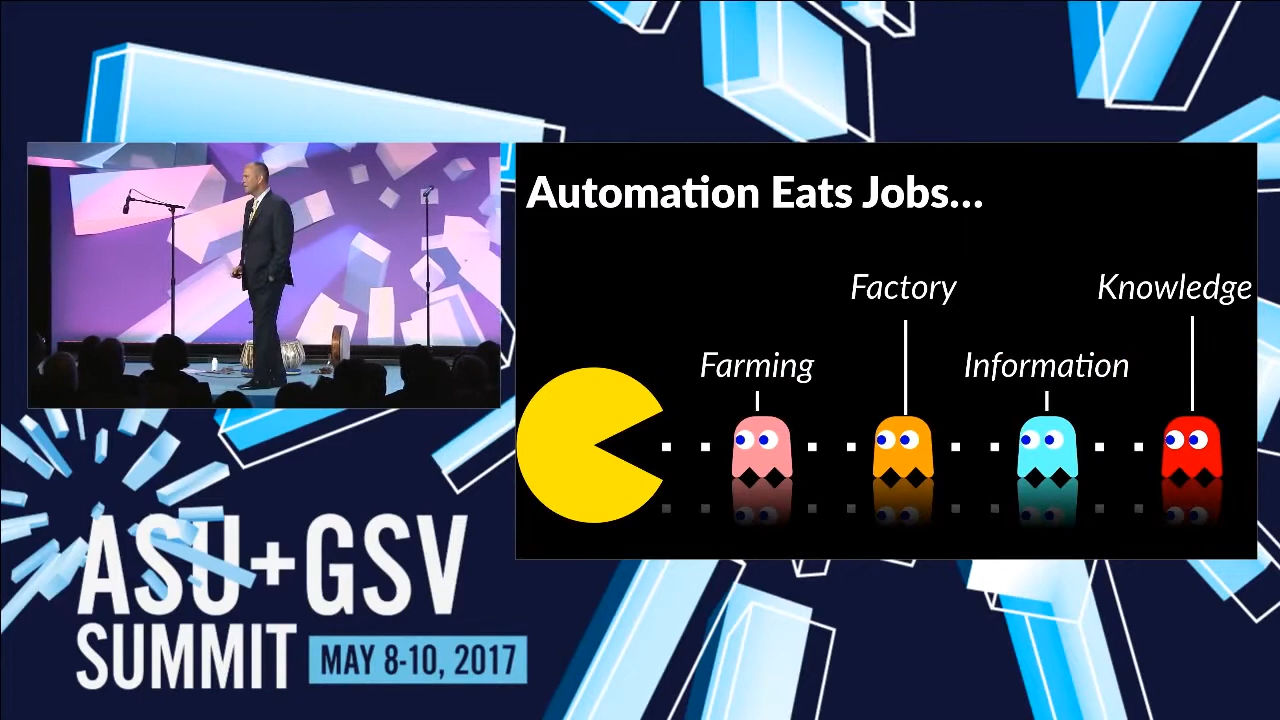 Automation Eats Jobs...
Factory
Knowledge
Farming
Information
ASU+GSV
SUMMIT
MAY 8-10, 2017